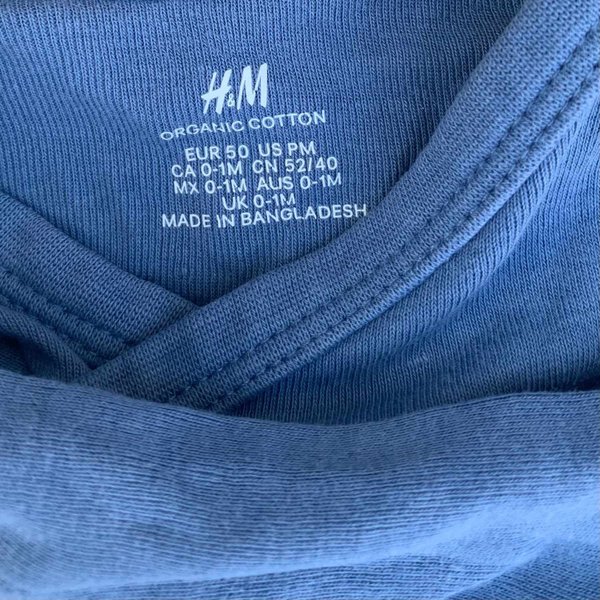 H&M
ORGANIC COTTON
EUR 50 US PM
CA 0-1M CN 52/40
MX 0-1M AUS 0-1M
UK 0-1M
MADE IN BANGLADESH